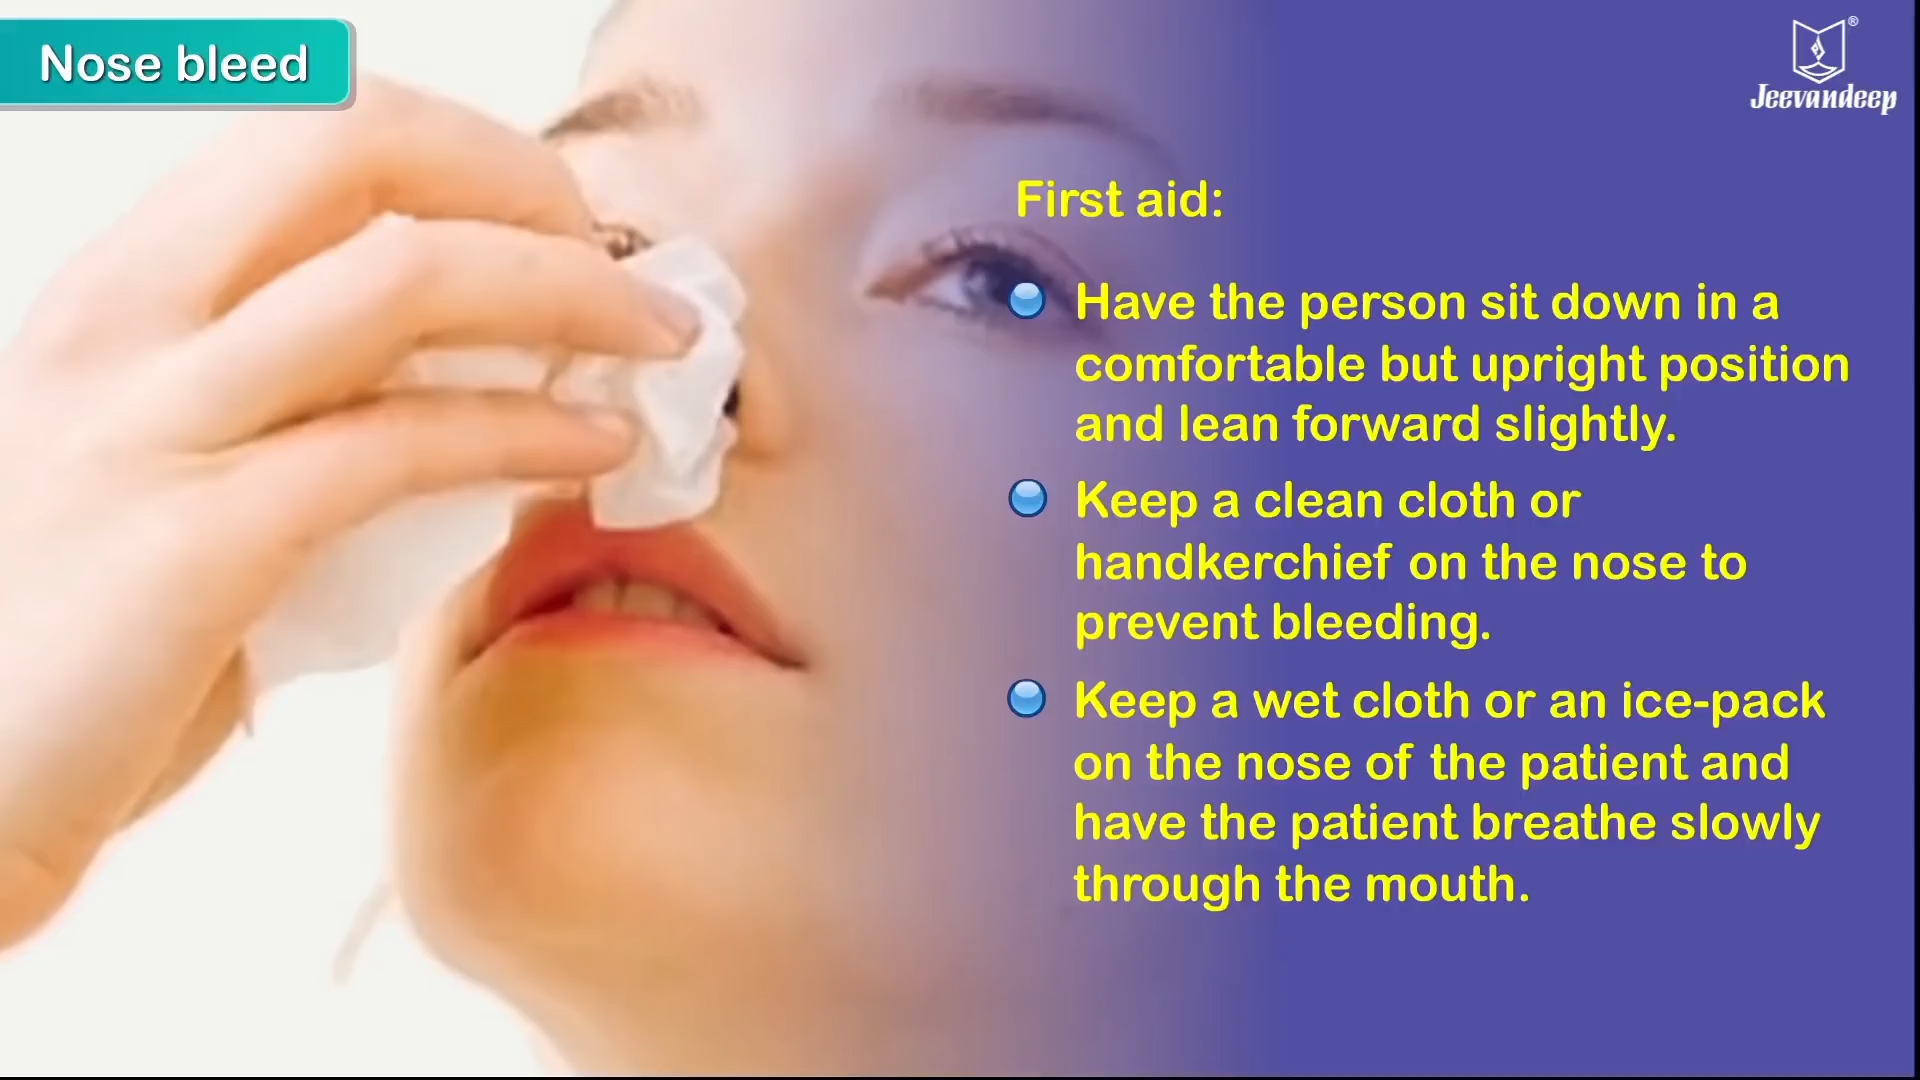 Nose bleed
®
Jeevandeep
First aid:
Have the person sit down in a
comfortable but upright position
and lean forward slightly.
Keep a clean cloth or
handkerchief on the nose to
prevent bleeding.
Keep a wet cloth or an ice-pack
on the nose of the patient and
have the patient breathe slowly
through the mouth.